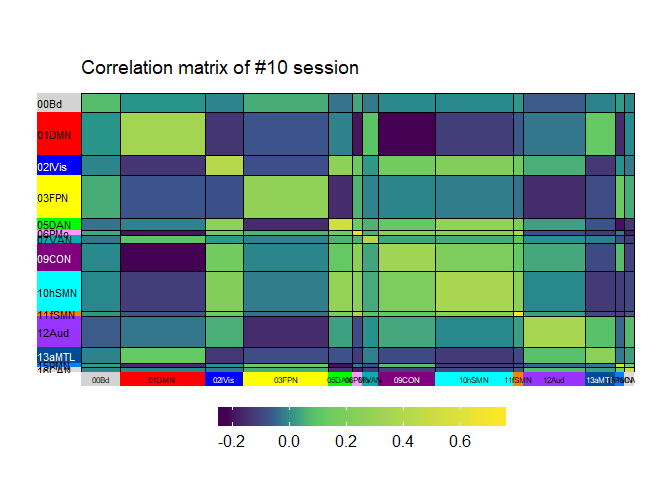 Correlation matrix of #10 session
00Bd
01DMN
02lVis
03FPN
05DAN
07VAN
09CON
10hSMN
11fSMN
12Aud
13aMTL
00Bd 01DMN 02lVis 03FPN 05DAN 09CON 10hSMN 11fSMN 12Aud 13aMTL
-0.2 0.0 0.2 0.4 0.6